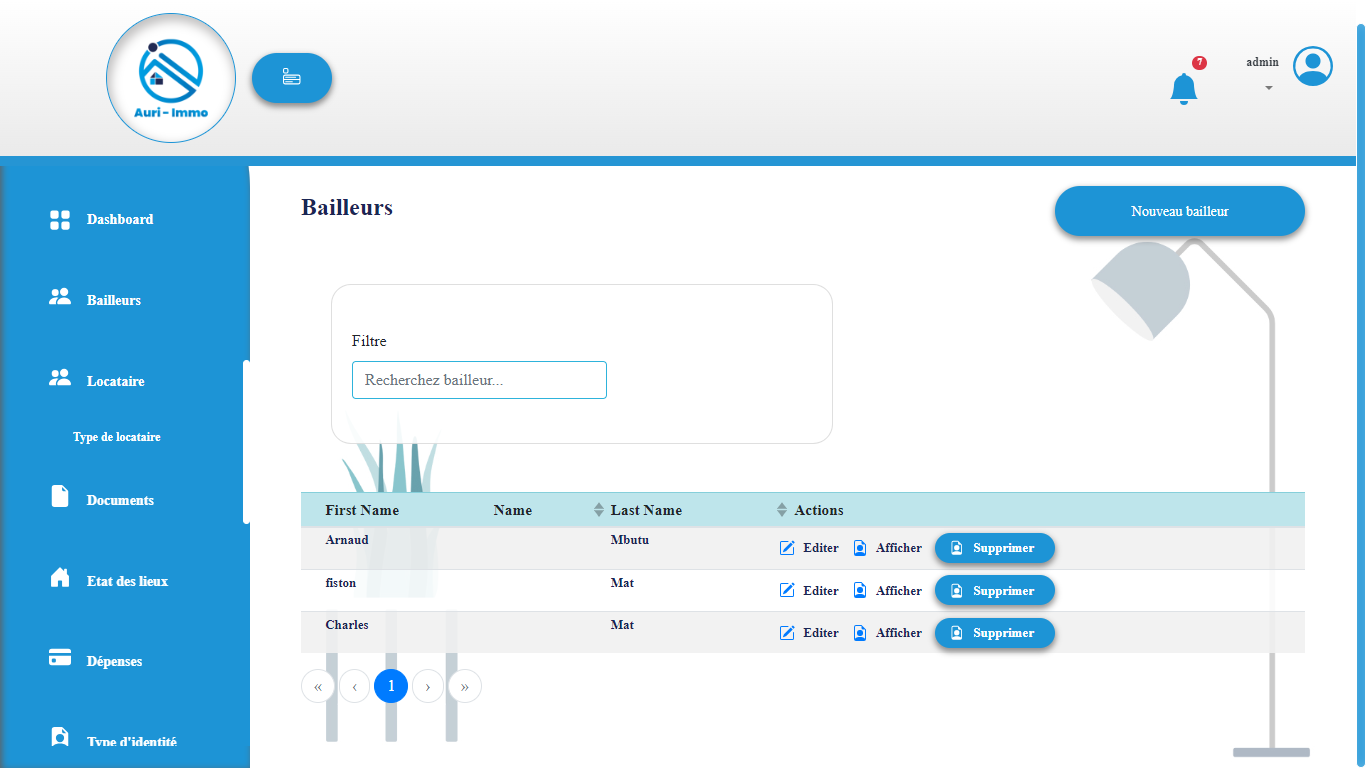 Auri - Immo
7
admin
Dashboard
Bailleurs
Locataire
Type de locataire
Documents
Etat des lieux
Dépenses
Type d'identité
Bailleurs
Nouveau bailleur
Filtre
Recherchez bailleur...
First Name Name Last Name Actions
Arnaud Mbutu Editer Afficher Supprimer
fiston Mat Editer Afficher Supprimer
Charles Mat Editer Afficher Supprimer
« ‹ 1 › »